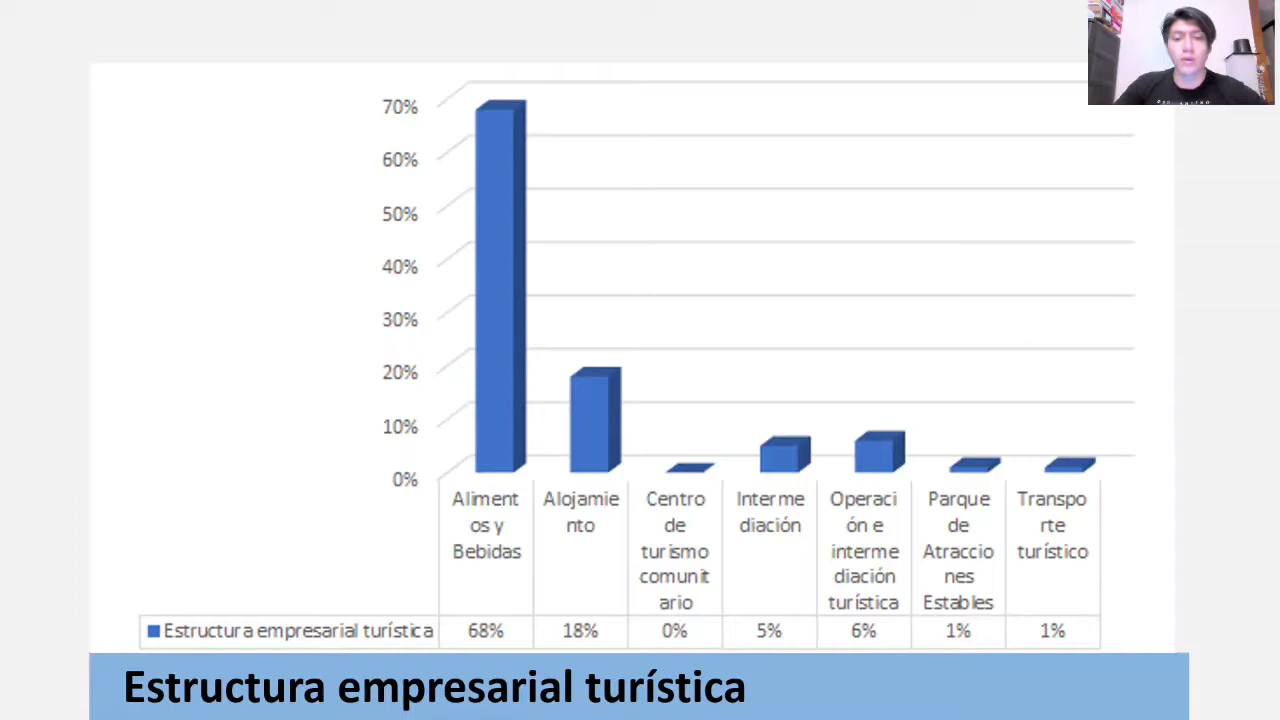 70%
60%
50%
40%
30%
20%
10%
0%
Aliment
os y
Bebidas
Alojamie
nto
Centro
de
turismo
comunit
ario
Interme
diación
Operaci
ón e
interme
diación
turística
Parque
de
Atraccio
nes
Estables
Transpo
rte
turístico
Estructura empresarial turística 68% 18% 0% 5% 6% 1% 1%
Estructura empresarial turística